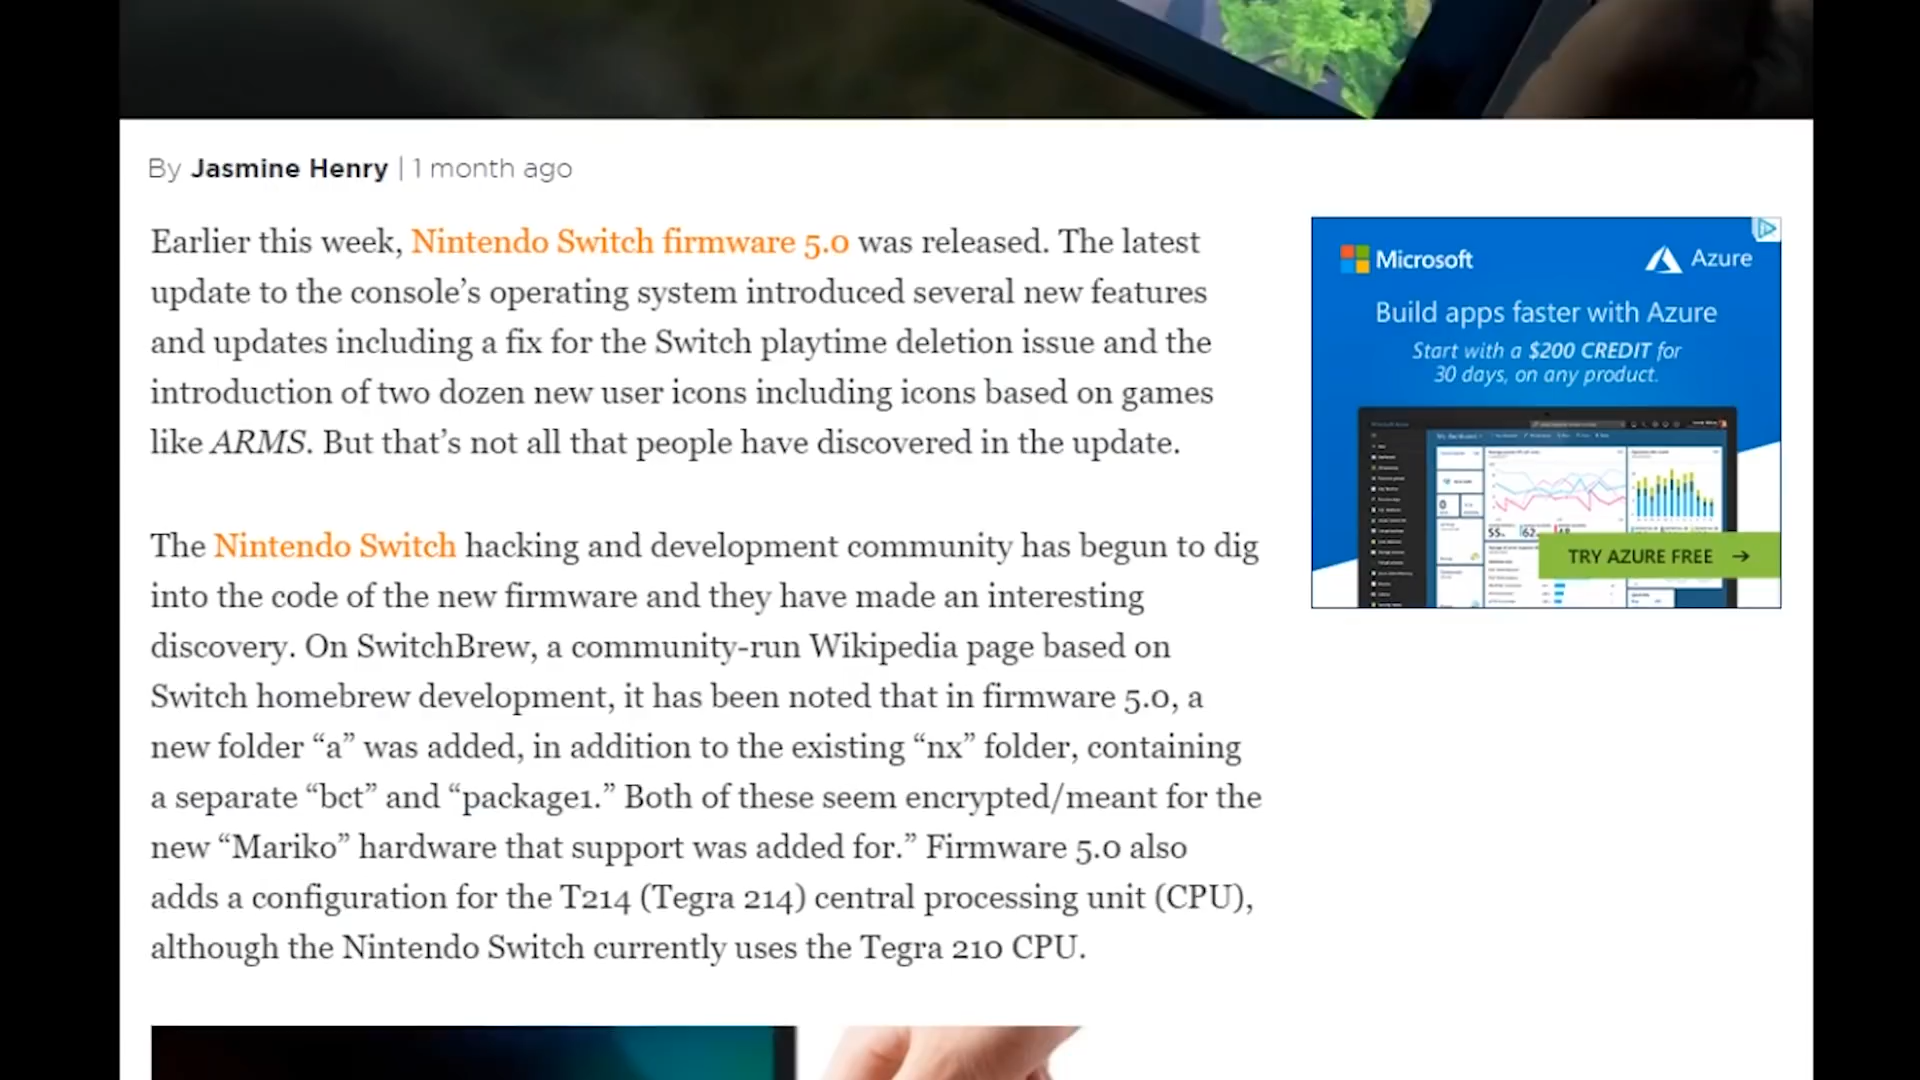 By Jasmine Henry | 1 month ago
Earlier this week, Nintendo Switch firmware 5.0 was released. The latest
update to the console’s operating system introduced several new features
and updates including a fix for the Switch playtime deletion issue and the
introduction of two dozen new user icons including icons based on games
like ARMS. But that’s not all that people have discovered in the update.
The Nintendo Switch hacking and development community has begun to dig
into the code of the new firmware and they have made an interesting
discovery. On SwitchBrew, a community-run Wikipedia page based on
Switch homebrew development, it has been noted that in firmware 5.0, a
new folder “a” was added, in addition to the existing “nx” folder, containing
a separate “bct” and “package1.” Both of these seem encrypted/meant for the
new “Mariko” hardware that support was added for.” Firmware 5.0 also
adds a configuration for the T214 (Tegra 214) central processing unit (CPU),
although the Nintendo Switch currently uses the Tegra 210 CPU.
Microsoft
Azure
Build apps faster with Azure
Start with a $200 CREDIT for
30 days, on any product.
TRY AZURE FREE →